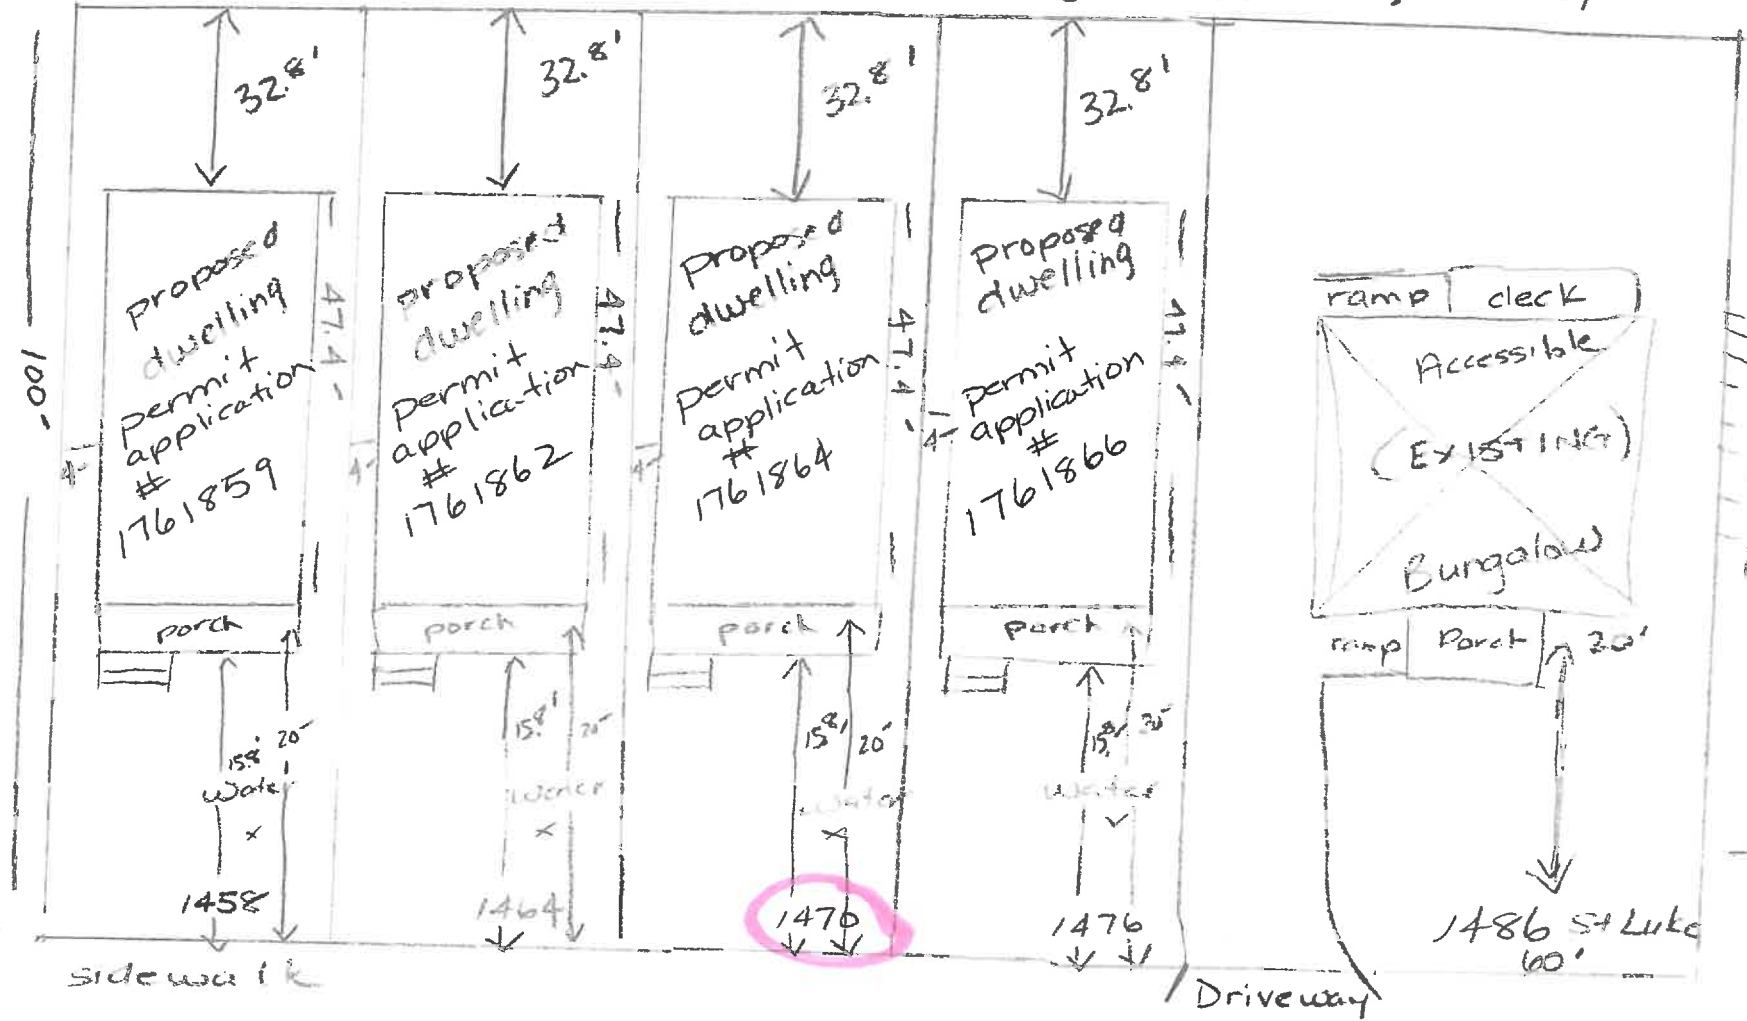 32.8'
32.8'
32.8'
32.8'
100'
proposed
dwelling
permit
application
#
1761859
47.4
4'
proposed
dwelling
permit
application
#
1761862
47.4
4'
proposed
dwelling
permit
application
#
1761864
47.4
4'
proposed
dwelling
permit
application
#
1761866
47.4
4'
ramp deck
Accessible
(EXISTING)
Bungalow
ramp Porch 20'
porch
15.8' 20'
water
x
1458
porch
15.8' 20'
water
x
1464
porch
15.8' 20'
water
x
1470
porch
15.8' 20'
water
1476
1486 St Luke
60'
sidewalk
Driveway